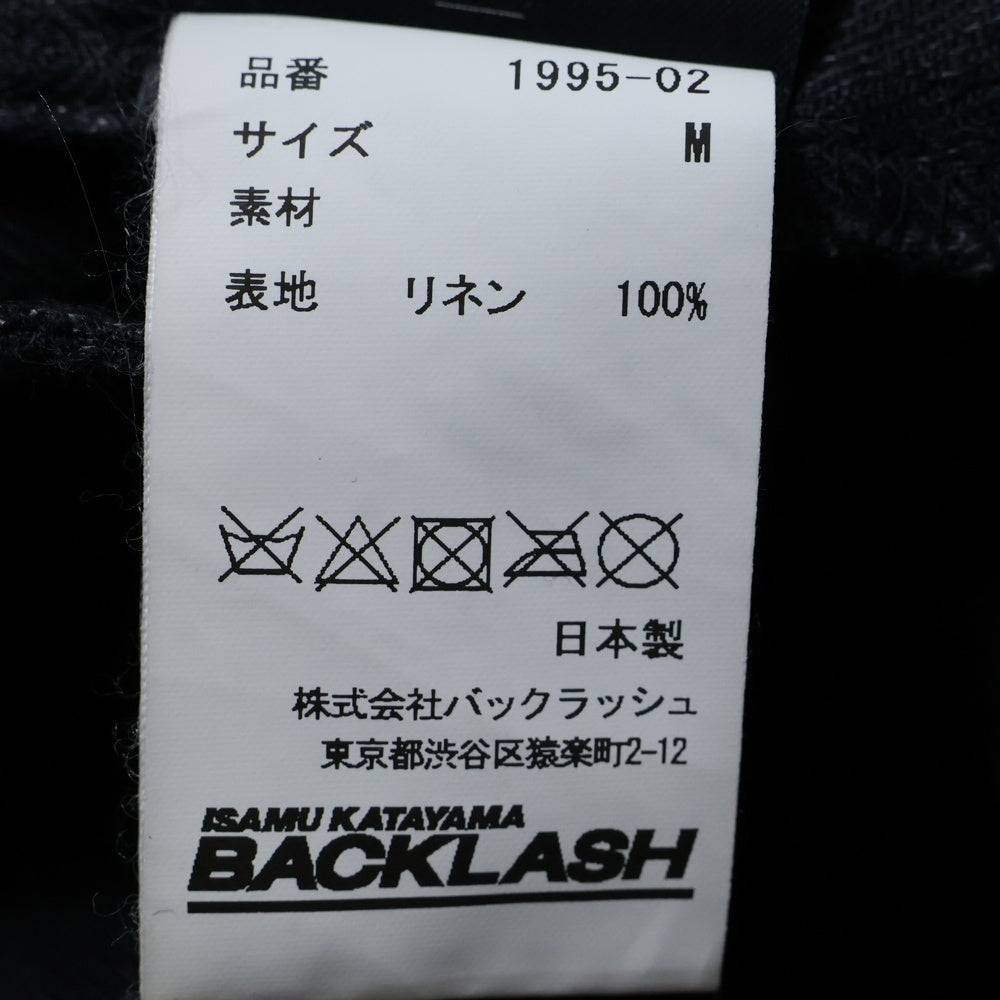 品番 1995-02
サイズ M
素材
表地 リネン 100%
日本製
株式会社バックラッシュ
東京都渋谷区猿楽町2-12
ISAMU KATAYAMA
BACKLASH